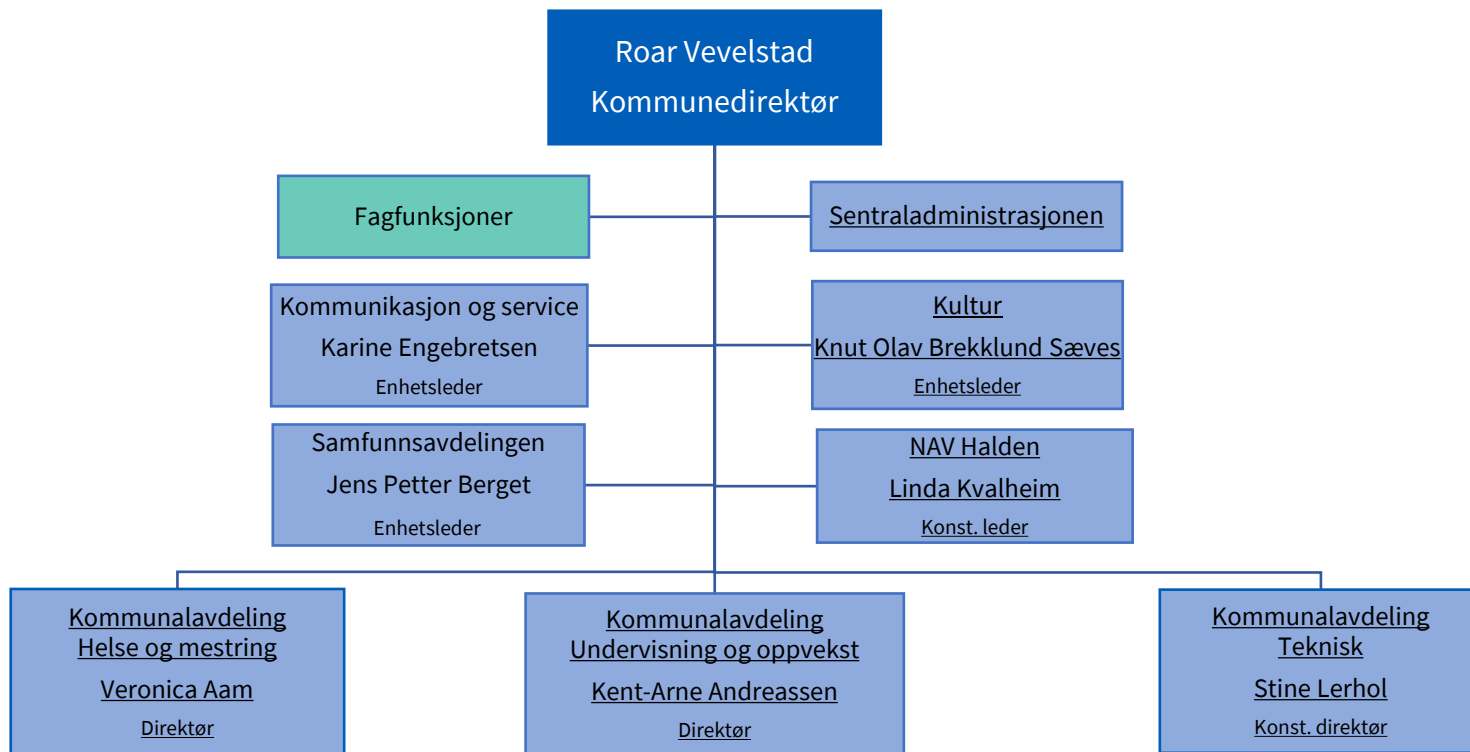 Roar Vevelstad
Kommunedirektør
Fagfunksjoner
Sentraladministrasjonen
Kommunikasjon og service
Karine Engebretsen
Enhetsleder
Kultur
Knut Olav Brekklund Sæves
Enhetsleder
Samfunnsavdelingen
Jens Petter Berget
Enhetsleder
NAV Halden
Linda Kvalheim
Konst. leder
Kommunalavdeling
Helse og mestring
Veronica Aam
Direktør
Kommunalavdeling
Undervisning og oppvekst
Kent-Arne Andreassen
Direktør
Kommunalavdeling
Teknisk
Stine Lerhol
Konst. direktør